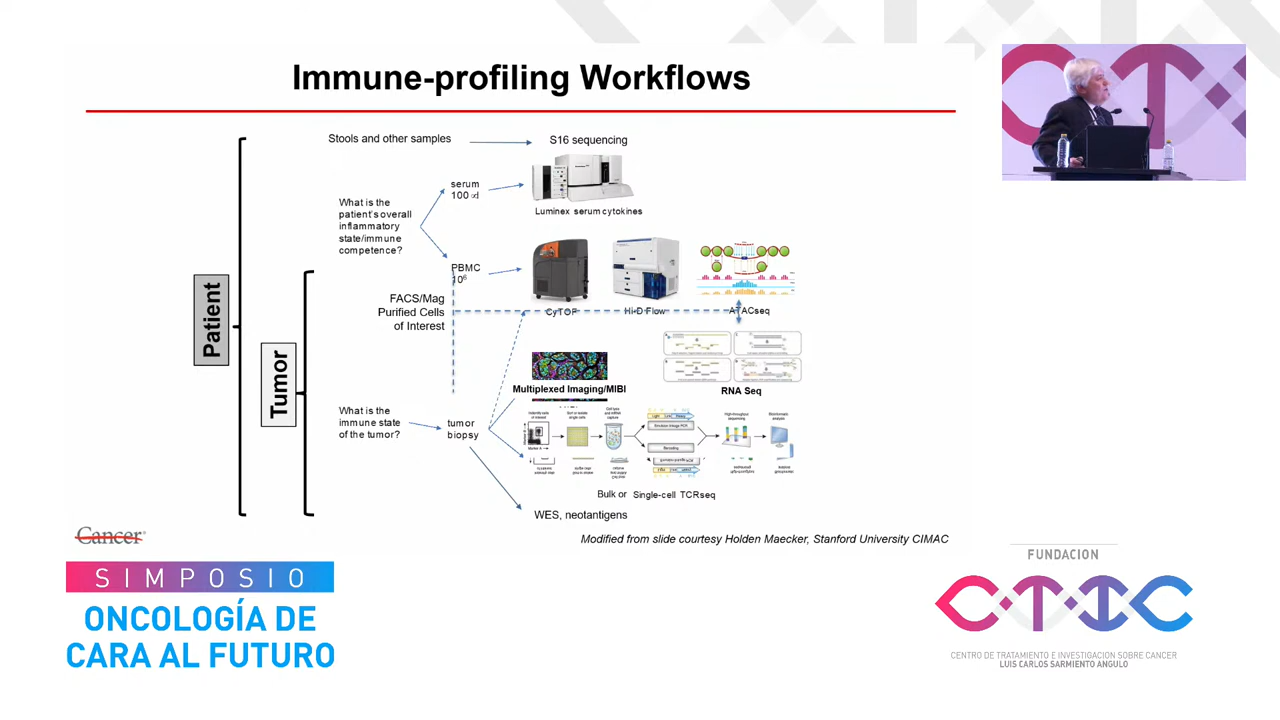 Immune-profiling Workflows
Stools and other samples
S16 sequencing
serum
100 ∝l
Luminex serum cytokines
What is the
patient's overall
inflammatory
state/immune
competence?
PBMC
10⁶
CyTOF
Hi-D Flow
ATACseq
FACS/Mag
Purified Cells
of Interest
Patient
Tumor
Multiplexed Imaging/MIBI
RNA Seq
What is the
immune state
of the tumor?
tumor
biopsy
Bulk or Single-cell TCRseq
WES, neotantigens
Cancer
Modified from slide courtesy Holden Maecker, Stanford University CIMAC
SIMPOSIO
ONCOLOGÍA DE
CARA AL FUTURO
FUNDACION
CTIC
CENTRO DE TRATAMIENTO E INVESTIGACION SOBRE CANCER
LUIS CARLOS SARMIENTO ANGULO